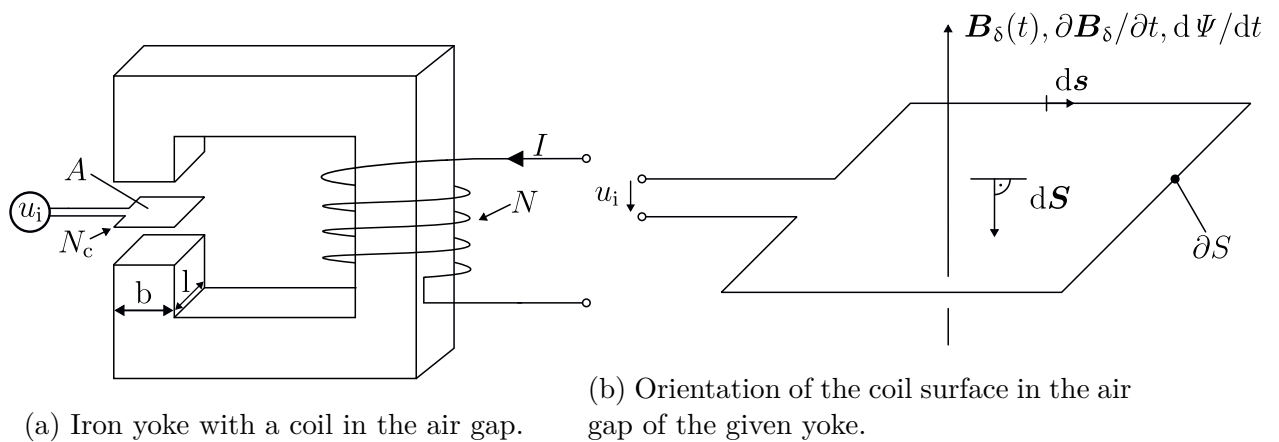 A
u_i
N_c
b
l
I
N
(a) Iron yoke with a coil in the air gap.
B_δ(t), ∂B_δ/∂t, dΨ/dt
ds
u_i
dS
∂S
(b) Orientation of the coil surface in the air
gap of the given yoke.